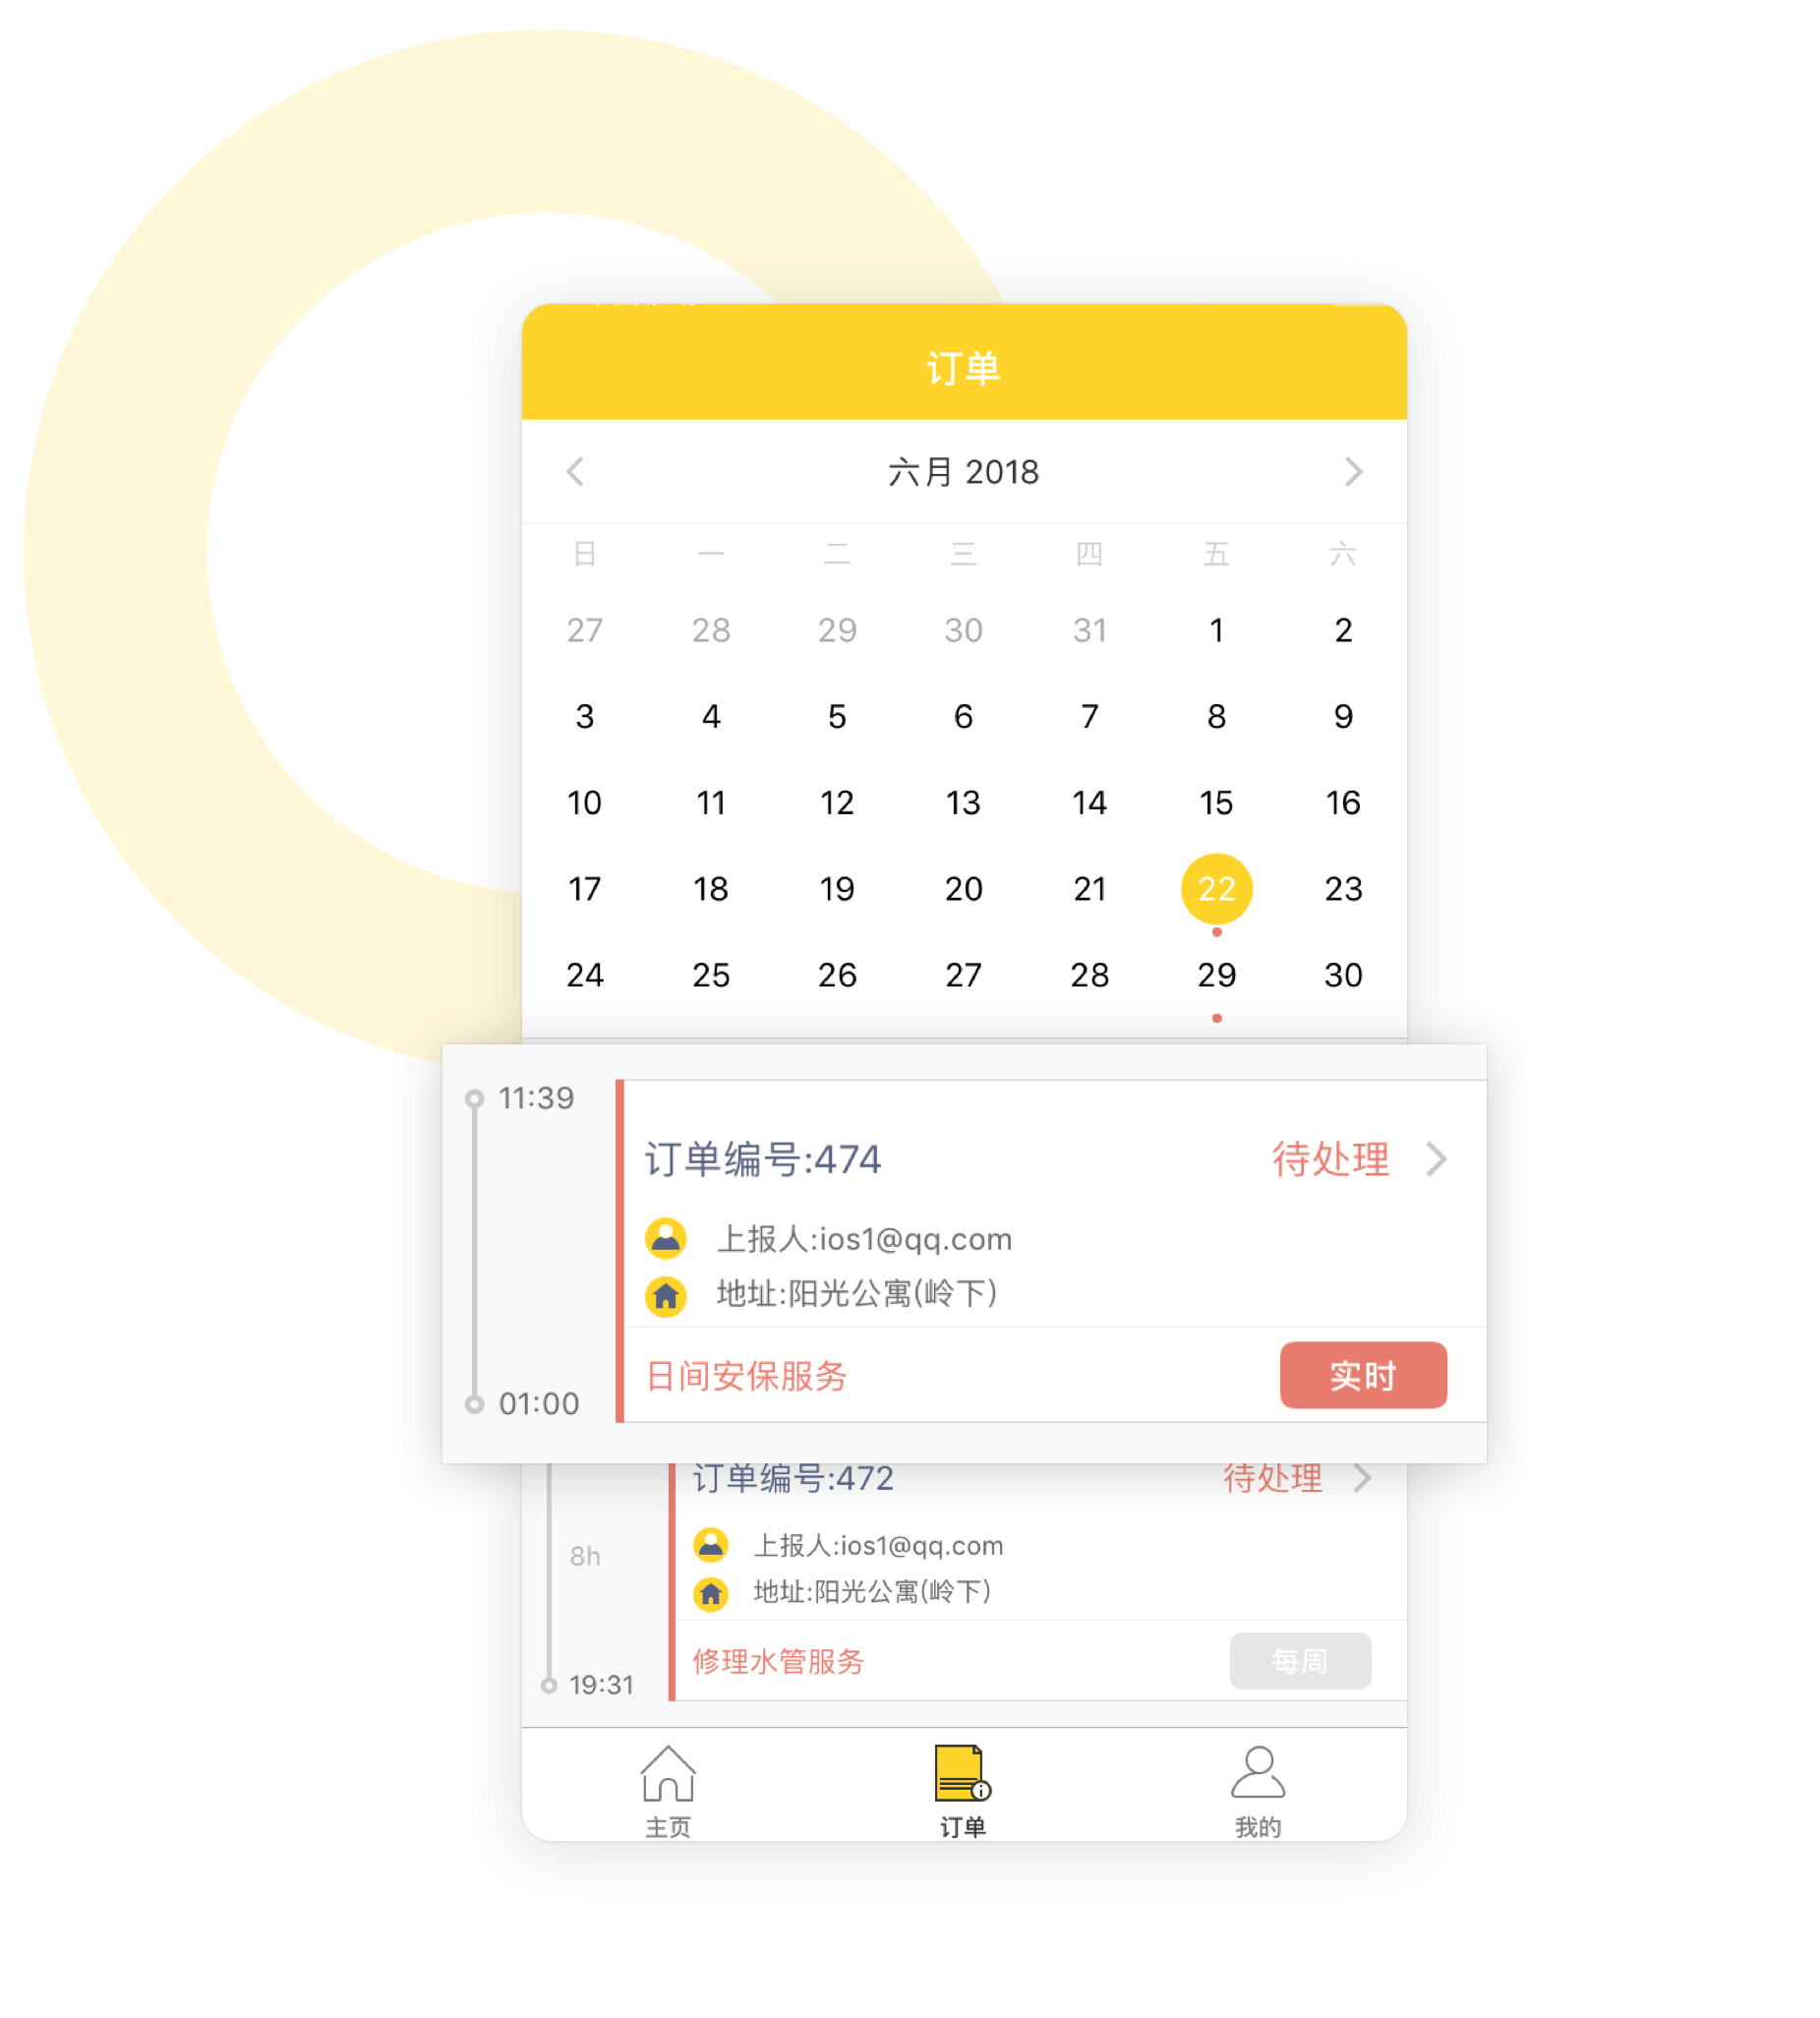 订单
六月 2018
日 一 二 三 四 五 六
27 28 29 30 31 1 2
3 4 5 6 7 8 9
10 11 12 13 14 15 16
17 18 19 20 21 22 23
24 25 26 27 28 29 30
11:39
订单编号:474 待处理
上报人:ios1@qq.com
地址:阳光公寓(岭下)
日间安保服务 实时
01:00
订单编号:472 待处理
上报人:ios1@qq.com
8h
地址:阳光公寓(岭下)
修理水管服务 每周
19:31
主页 订单 我的